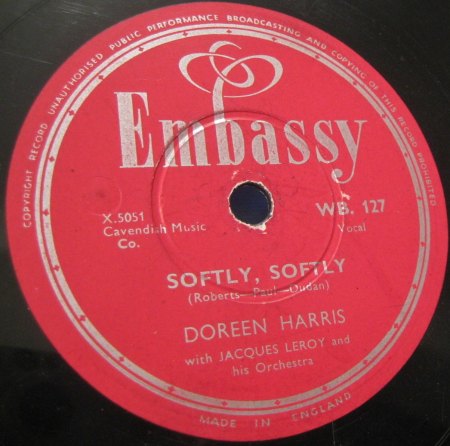 COPYRIGHT RECORD UNAUTHORISED PUBLIC PERFORMANCE BROADCASTING AND COPYING OF THIS RECORD PROHIBITED
Embassy
X.5051
Cavendish Music
Co.
WB. 127
Vocal
SOFTLY, SOFTLY
(Roberts—Paul—Dudan)
DOREEN HARRIS
with JACQUES LEROY and
his Orchestra
MADE IN ENGLAND